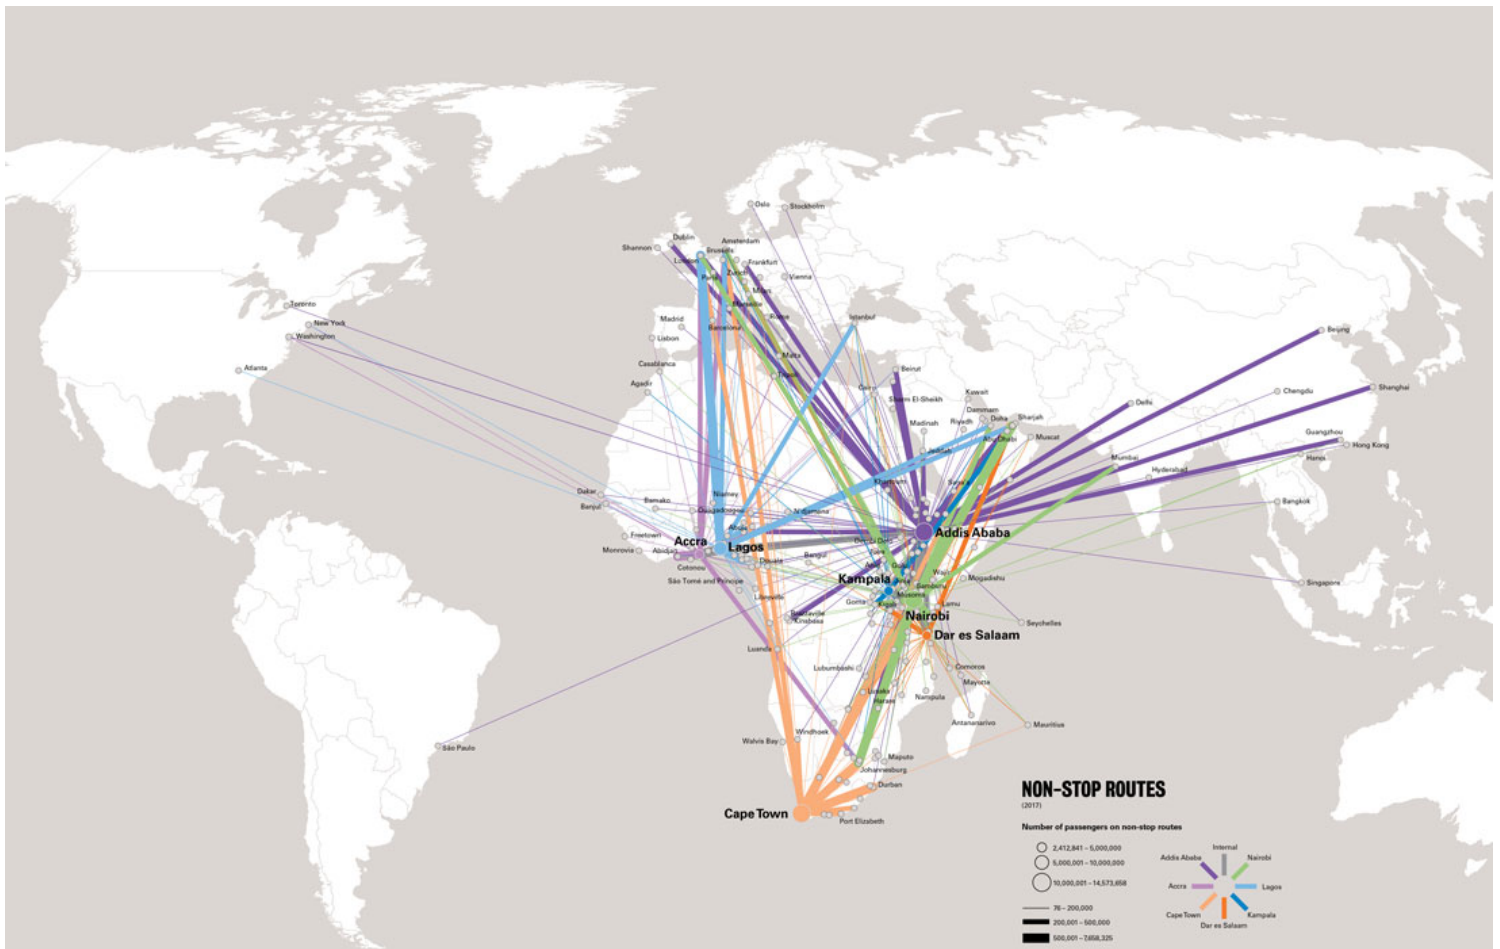 Oslo
Stockholm
Dublin
Shannon
Amsterdam
Brussels
London
Frankfurt
Paris
Zurich
Vienna
Milan
Marseille
Rome
Toronto
New York
Washington
Madrid
Barcelona
Istanbul
Beijing
Lisbon
Malta
Casablanca
Atlanta
Beirut
Agadir
Cairo
Chengdu
Shanghai
Sharm El-Sheikh
Kuwait
Delhi
Dammam
Doha
Sharjah
Madinah
Riyadh
Abu Dhabi
Muscat
Guangzhou
Hong Kong
Jeddah
Hanoi
Mumbai
Hyderabad
Khartoum
Dakar
Niamey
Bamako
Banjul
Ouagadougou
N'djamena
Bangkok
Abuja
Freetown
Addis Ababa
Accra
Lagos
Monrovia
Abidjan
Douala
Bangui
Cotonou
Kampala
Wajir
Mogadishu
São Tomé and Príncipe
Singapore
Libreville
Goma
Kigali
Musoma
Lamu
Brazzaville
Kinshasa
Nairobi
Seychelles
Dar es Salaam
Luanda
Lubumbashi
Comoros
Mayotte
Lusaka
Nampula
Harare
Antananarivo
Mauritius
Windhoek
Walvis Bay
São Paulo
Maputo
Johannesburg
Durban
Cape Town
Port Elizabeth
NON-STOP ROUTES
(2017)
Number of passengers on non-stop routes
2,412,841 – 5,000,000
5,000,001 – 10,000,000
10,000,001 – 14,573,658
76 – 200,000
200,001 – 500,000
500,001 – 7,658,325
Internal
Addis Ababa
Nairobi
Accra
Lagos
Cape Town
Kampala
Dar es Salaam